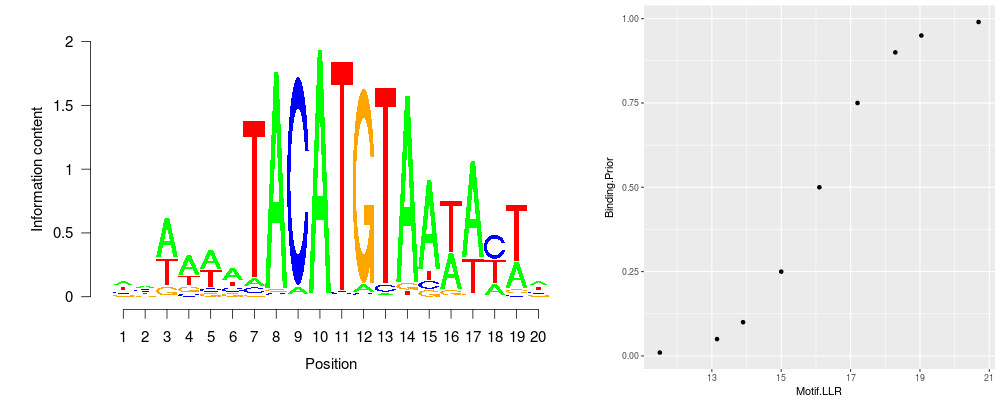 2
1.5
1
0.5
0
Information content
TACATGTAATATCT
1 2 3 4 5 6 7 8 9 10 11 12 13 14 15 16 17 18 19 20
Position
1.00
0.75
0.50
0.25
0.00
Binding.Prior
13 15 17 19 21
Motif.LLR